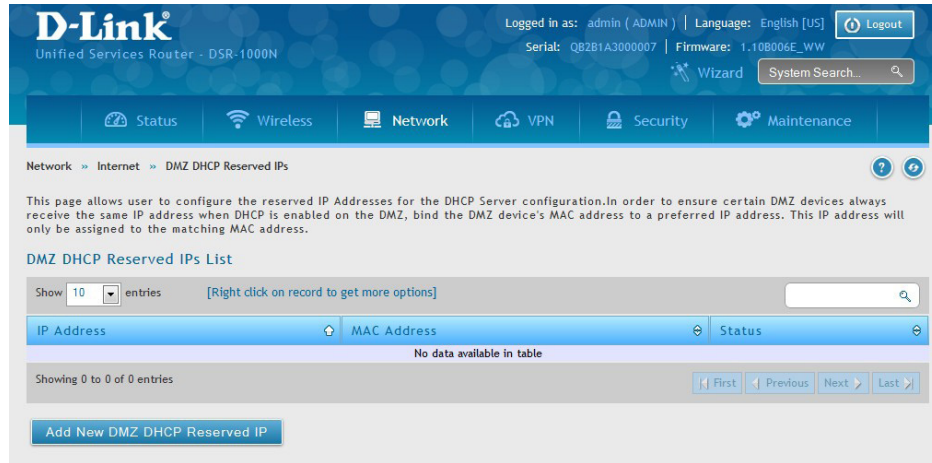 D-Link
Unified Services Router - DSR-1000N
Logged in as: admin ( ADMIN ) | Language: English [US]
Logout
Serial: QB2B1A3000007 | Firmware: 1.10B006E_WW
Wizard
System Search...
Status
Wireless
Network
VPN
Security
Maintenance
Network » Internet » DMZ DHCP Reserved IPs
?
This page allows user to configure the reserved IP Addresses for the DHCP Server configuration.In order to ensure certain DMZ devices always
receive the same IP address when DHCP is enabled on the DMZ, bind the DMZ device's MAC address to a preferred IP address. This IP address will
only be assigned to the matching MAC address.
DMZ DHCP Reserved IPs List
Show 10 entries
[Right click on record to get more options]
IP Address
MAC Address
Status
No data available in table
Showing 0 to 0 of 0 entries
First
Previous
Next
Last
Add New DMZ DHCP Reserved IP